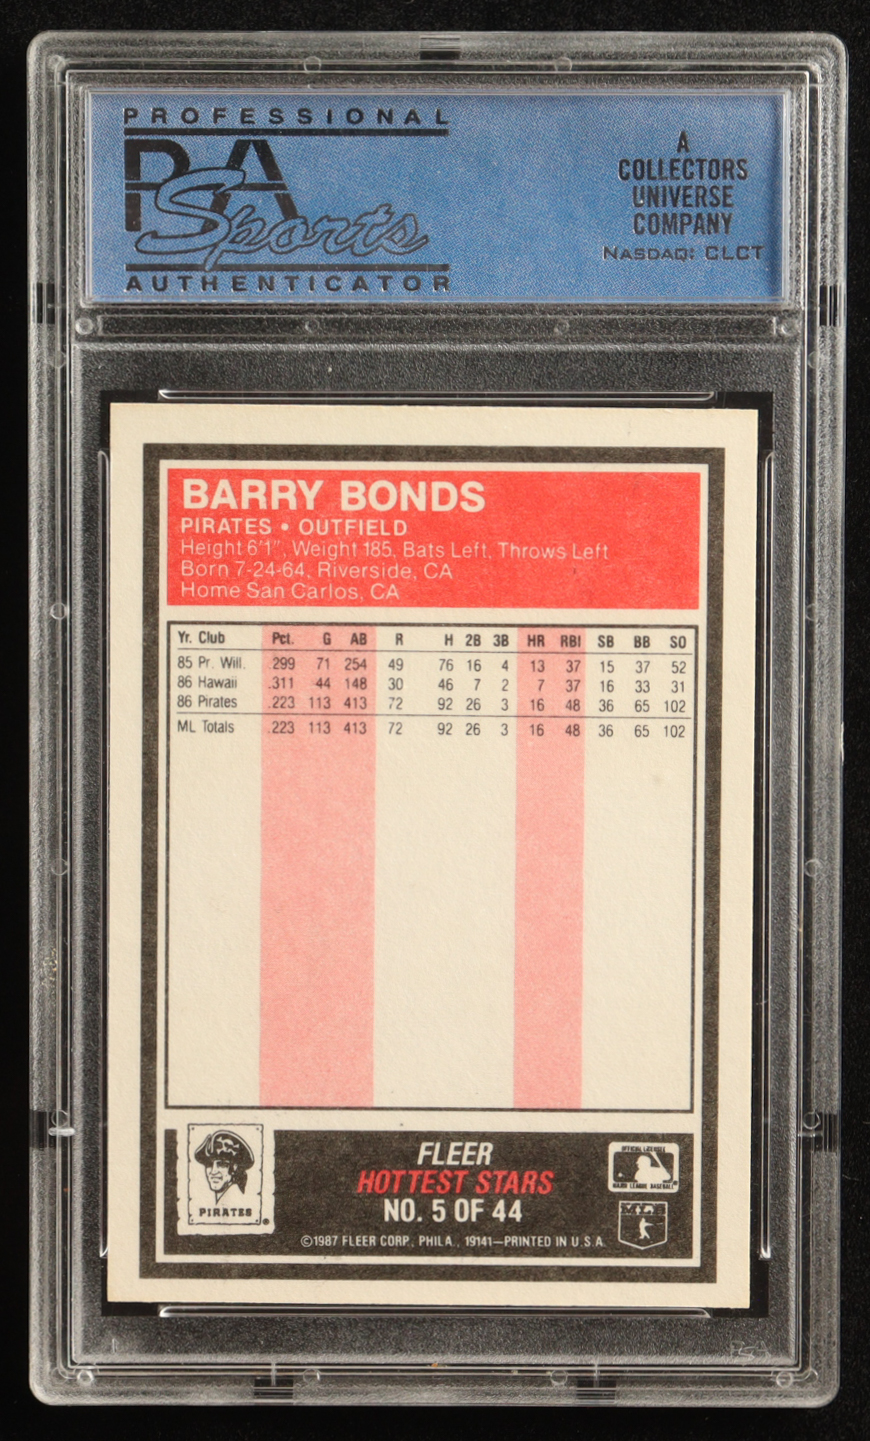 PROFESSIONAL
PSA
Sports
AUTHENTICATOR
A
COLLECTORS
UNIVERSE
COMPANY
NASDAQ: CLCT
BARRY BONDS
PIRATES • OUTFIELD
Height 6'1", Weight 185, Bats Left, Throws Left
Born 7-24-64, Riverside, CA
Home San Carlos, CA
Yr. Club Pct. G AB R H 2B 3B HR RBI SB BB SO
85 Pr. Will. .299 71 254 49 76 16 4 13 37 15 37 52
86 Hawaii .311 44 148 30 46 7 2 7 37 16 33 31
86 Pirates .223 113 413 72 92 26 3 16 48 36 65 102
ML Totals .223 113 413 72 92 26 3 16 48 36 65 102
PIRATES ®
FLEER
HOTTEST STARS
NO. 5 OF 44
©1987 FLEER CORP., PHILA., 19141—PRINTED IN U.S.A.
OFFICIAL LICENSEE
MAJOR LEAGUE BASEBALL
PSA